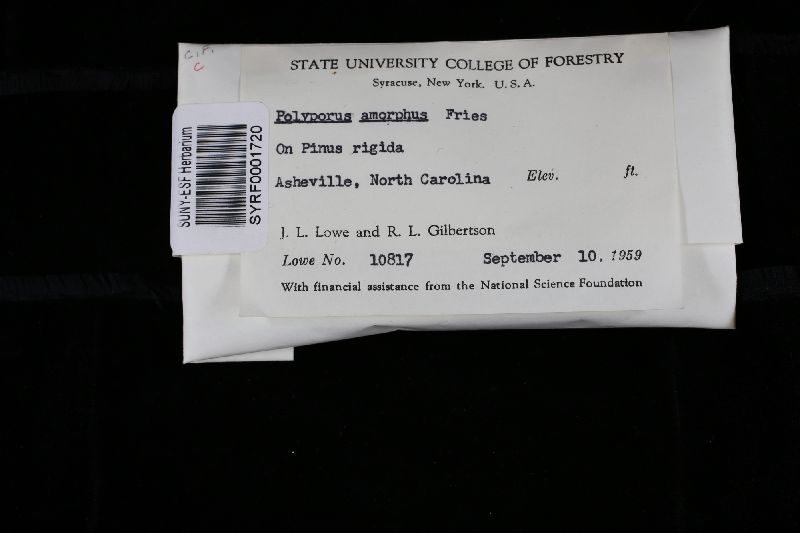 C.F.
C
STATE UNIVERSITY COLLEGE OF FORESTRY
Syracuse, New York. U. S. A.
Polyporus amorphus Fries
On Pinus rigida
Asheville, North Carolina Elev. ft.
J. L. Lowe and R. L. Gilbertson
Lowe No. 10817 September 10, 1959
With financial assistance from the National Science Foundation
SUNY-ESF Herbarium
SYRF0001720